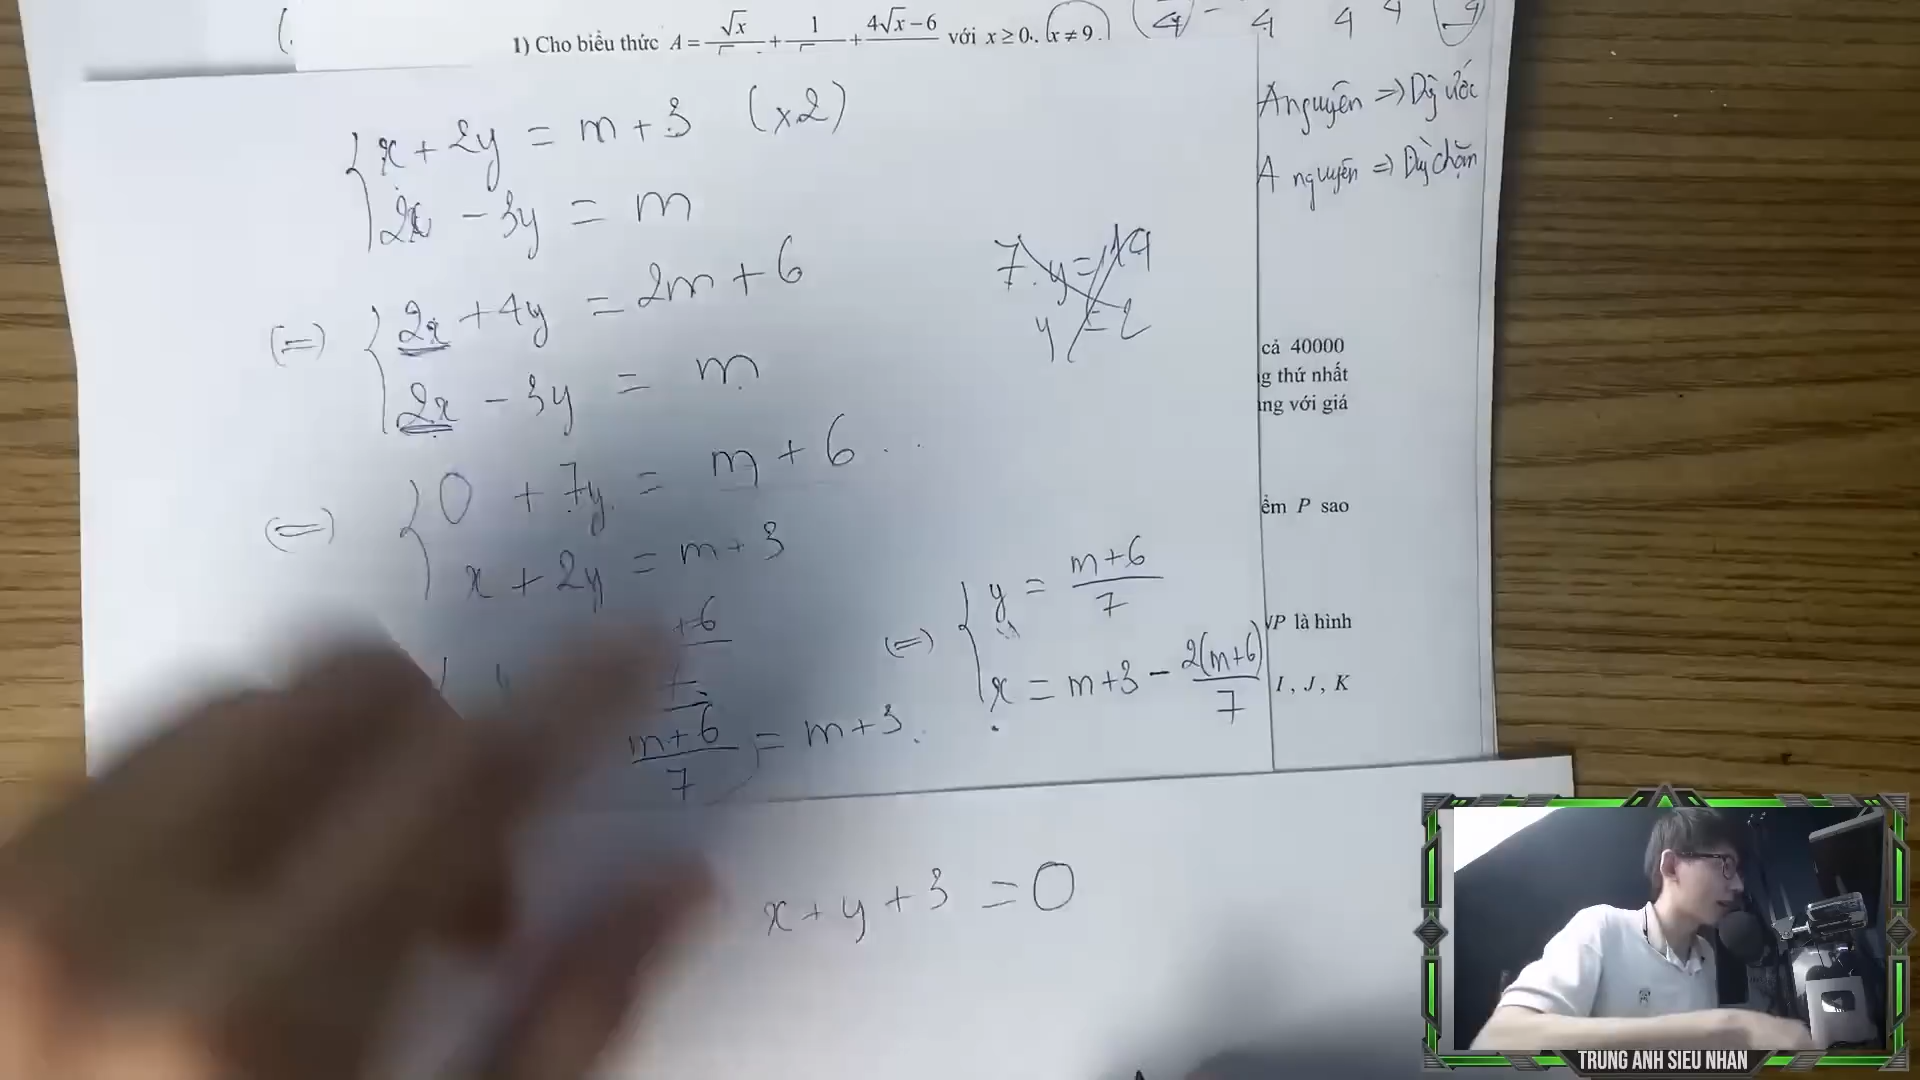 1) Cho biểu thức A = √x + 1 + 4√x − 6 với x ≥ 0. x ≠ 9.
x + 2y = m + 3 (x2)
2x − 3y = m
(=) 2x + 4y = 2m + 6
2x − 3y = m
(=) 0 + 7y = m + 6
x + 2y = m + 3
+6
m+6/7 = m+3.
7.y = 14
y = 2
(=) y = m+6/7
x = m+3 − 2(m+6)/7
x + y + 3 = 0
A nguyên => Dãy ước
A nguyên => Dãy chặn
cả 40000
g thứ nhất
ng với giá
ểm P sao
VP là hình
I, J, K
TRUNG ANH SIEU NHAN